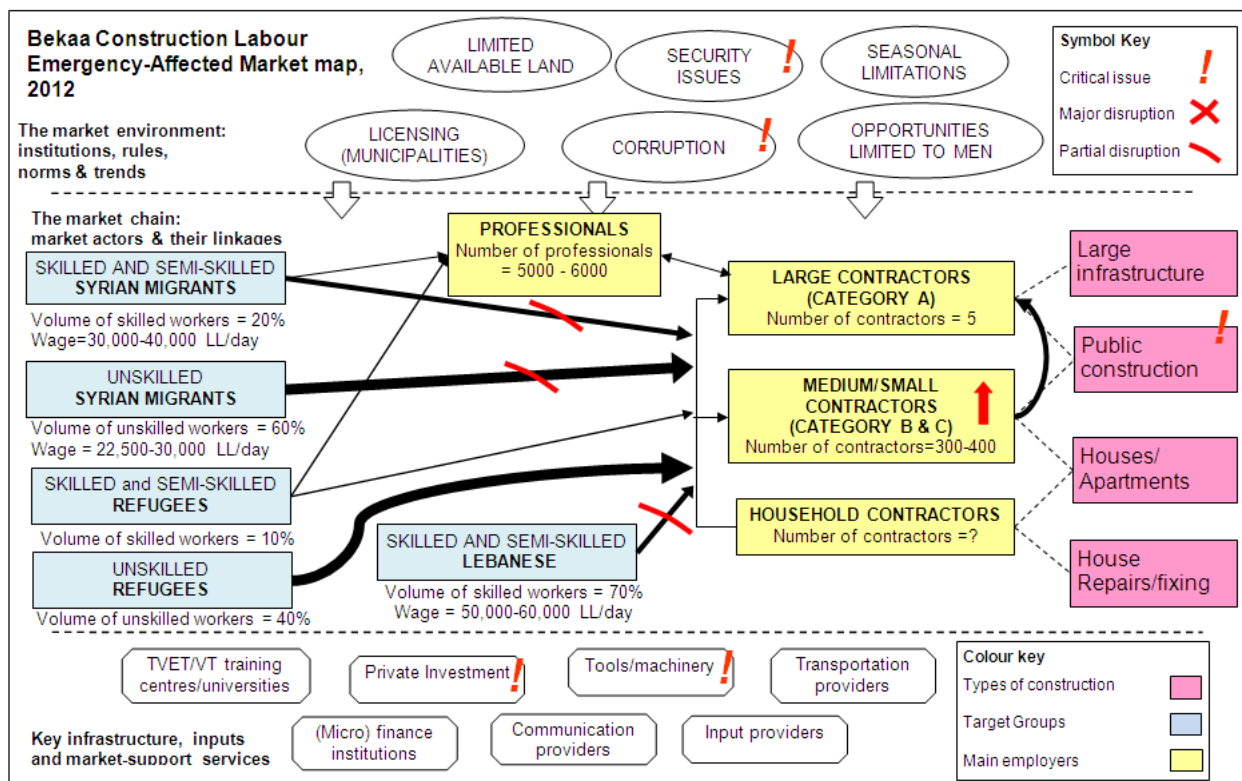 Bekaa Construction Labour
Emergency-Affected Market map,
2012
LIMITED
AVAILABLE LAND
SECURITY
ISSUES
!
SEASONAL
LIMITATIONS
Symbol Key
Critical issue
!
Major disruption
Partial disruption
The market environment:
institutions, rules,
norms & trends
LICENSING
(MUNICIPALITIES)
CORRUPTION
!
OPPORTUNITIES
LIMITED TO MEN
The market chain:
market actors & their linkages
SKILLED AND SEMI-SKILLED
SYRIAN MIGRANTS
Volume of skilled workers = 20%
Wage=30,000-40,000 LL/day
UNSKILLED
SYRIAN MIGRANTS
Volume of unskilled workers = 60%
Wage = 22,500-30,000 LL/day
SKILLED and SEMI-SKILLED
REFUGEES
Volume of skilled workers = 10%
UNSKILLED
REFUGEES
Volume of unskilled workers = 40%
SKILLED AND SEMI-SKILLED
LEBANESE
Volume of skilled workers = 70%
Wage = 50,000-60,000 LL/day
PROFESSIONALS
Number of professionals
= 5000 - 6000
LARGE CONTRACTORS
(CATEGORY A)
Number of contractors = 5
MEDIUM/SMALL
CONTRACTORS
(CATEGORY B & C)
Number of contractors=300-400
HOUSEHOLD CONTRACTORS
Number of contractors =?
Large
infrastructure
Public
construction
!
Houses/
Apartments
House
Repairs/fixing
TVET/VT training
centres/universities
Private Investment
!
Tools/machinery
!
Transportation
providers
Key infrastructure, inputs
and market-support services
(Micro) finance
institutions
Communication
providers
Input providers
Colour key
Types of construction
Target Groups
Main employers